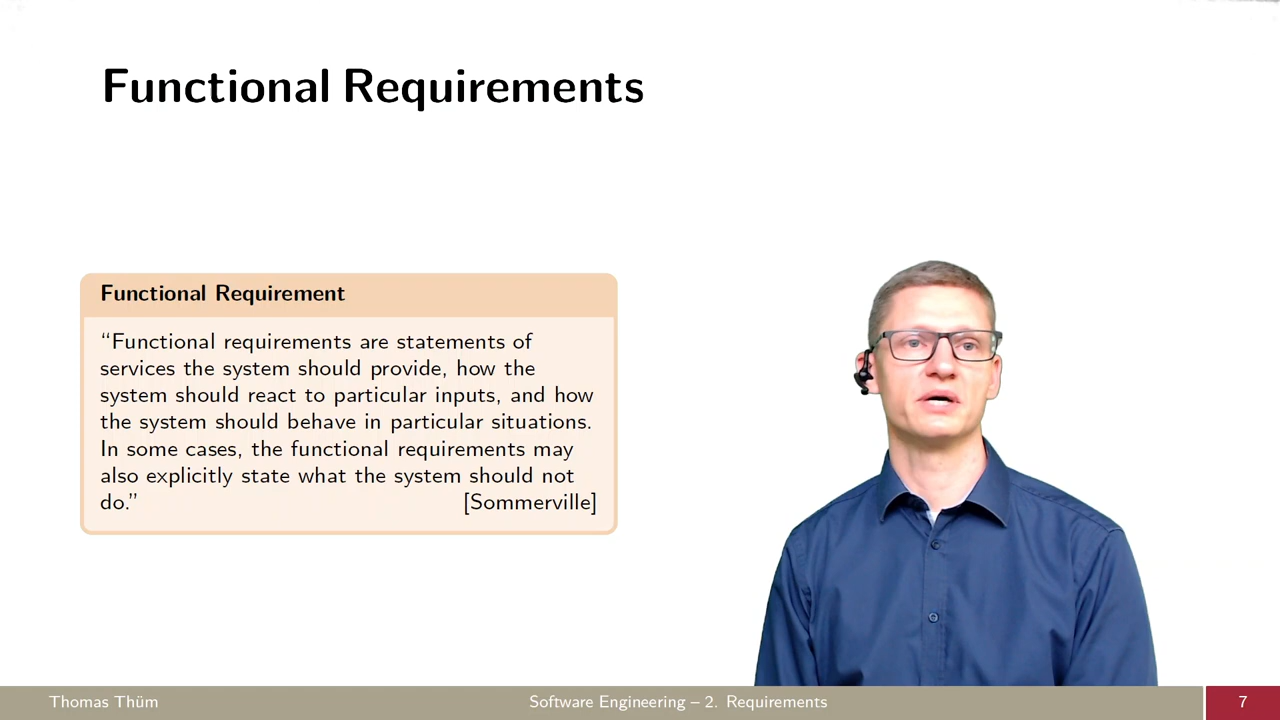 Functional Requirements
Functional Requirement
“Functional requirements are statements of
services the system should provide, how the
system should react to particular inputs, and how
the system should behave in particular situations.
In some cases, the functional requirements may
also explicitly state what the system should not
do.” [Sommerville]
Thomas Thüm Software Engineering – 2. Requirements 7